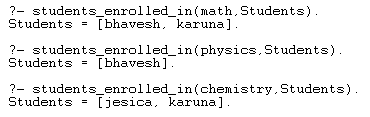 ?- students_enrolled_in(math,Students).
Students = [bhavesh, karuna].
?- students_enrolled_in(physics,Students).
Students = [bhavesh].
?- students_enrolled_in(chemistry,Students).
Students = [jesica, karuna].